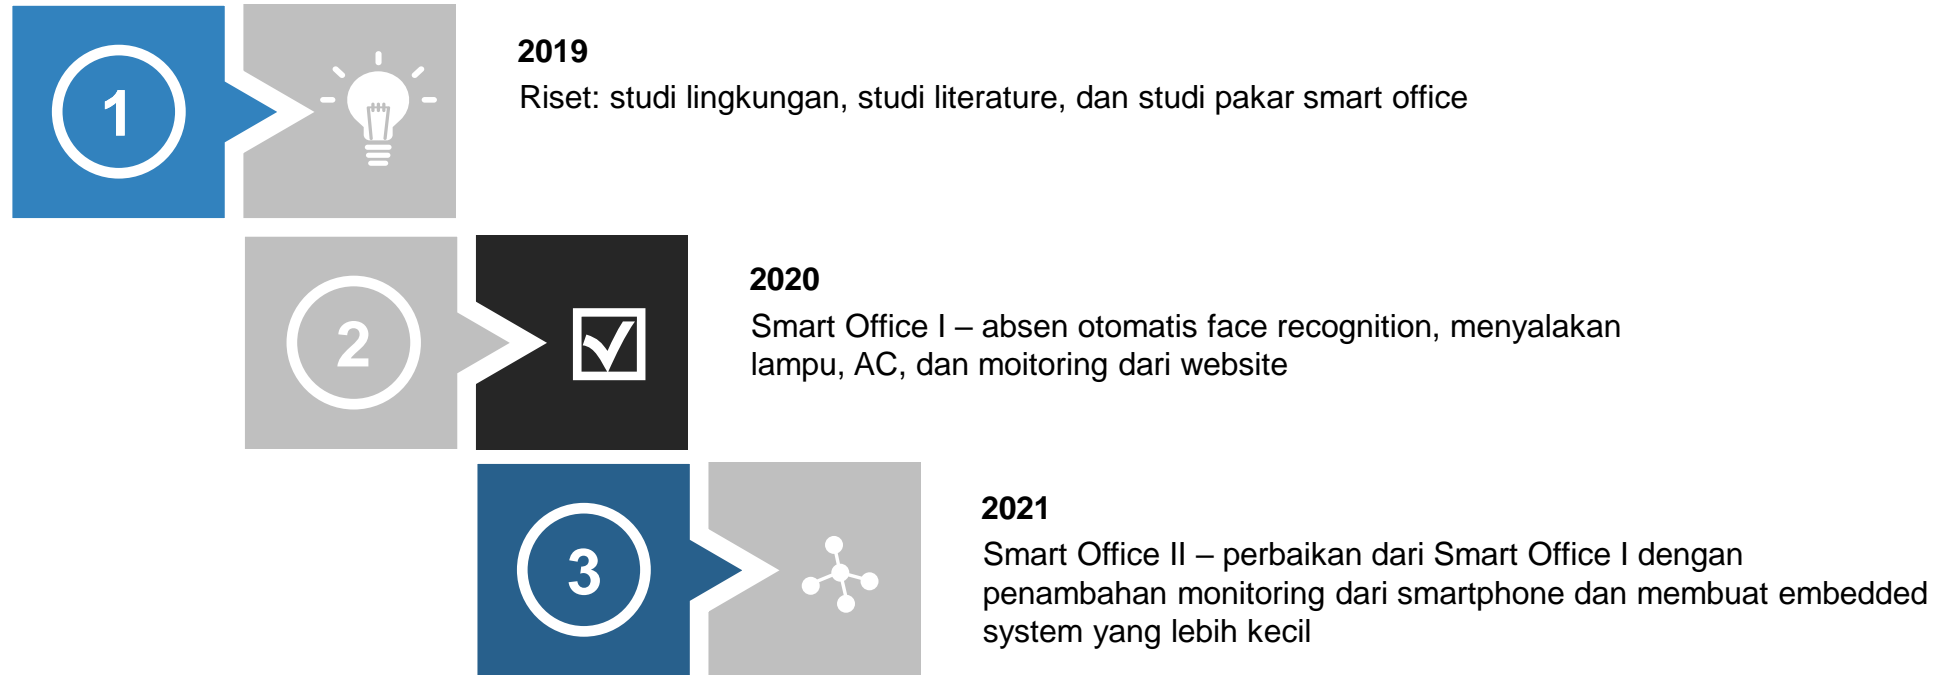 1
2019
Riset: studi lingkungan, studi literature, dan studi pakar smart office
2
2020
Smart Office I – absen otomatis face recognition, menyalakan
lampu, AC, dan moitoring dari website
3
2021
Smart Office II – perbaikan dari Smart Office I dengan
penambahan monitoring dari smartphone dan membuat embedded
system yang lebih kecil